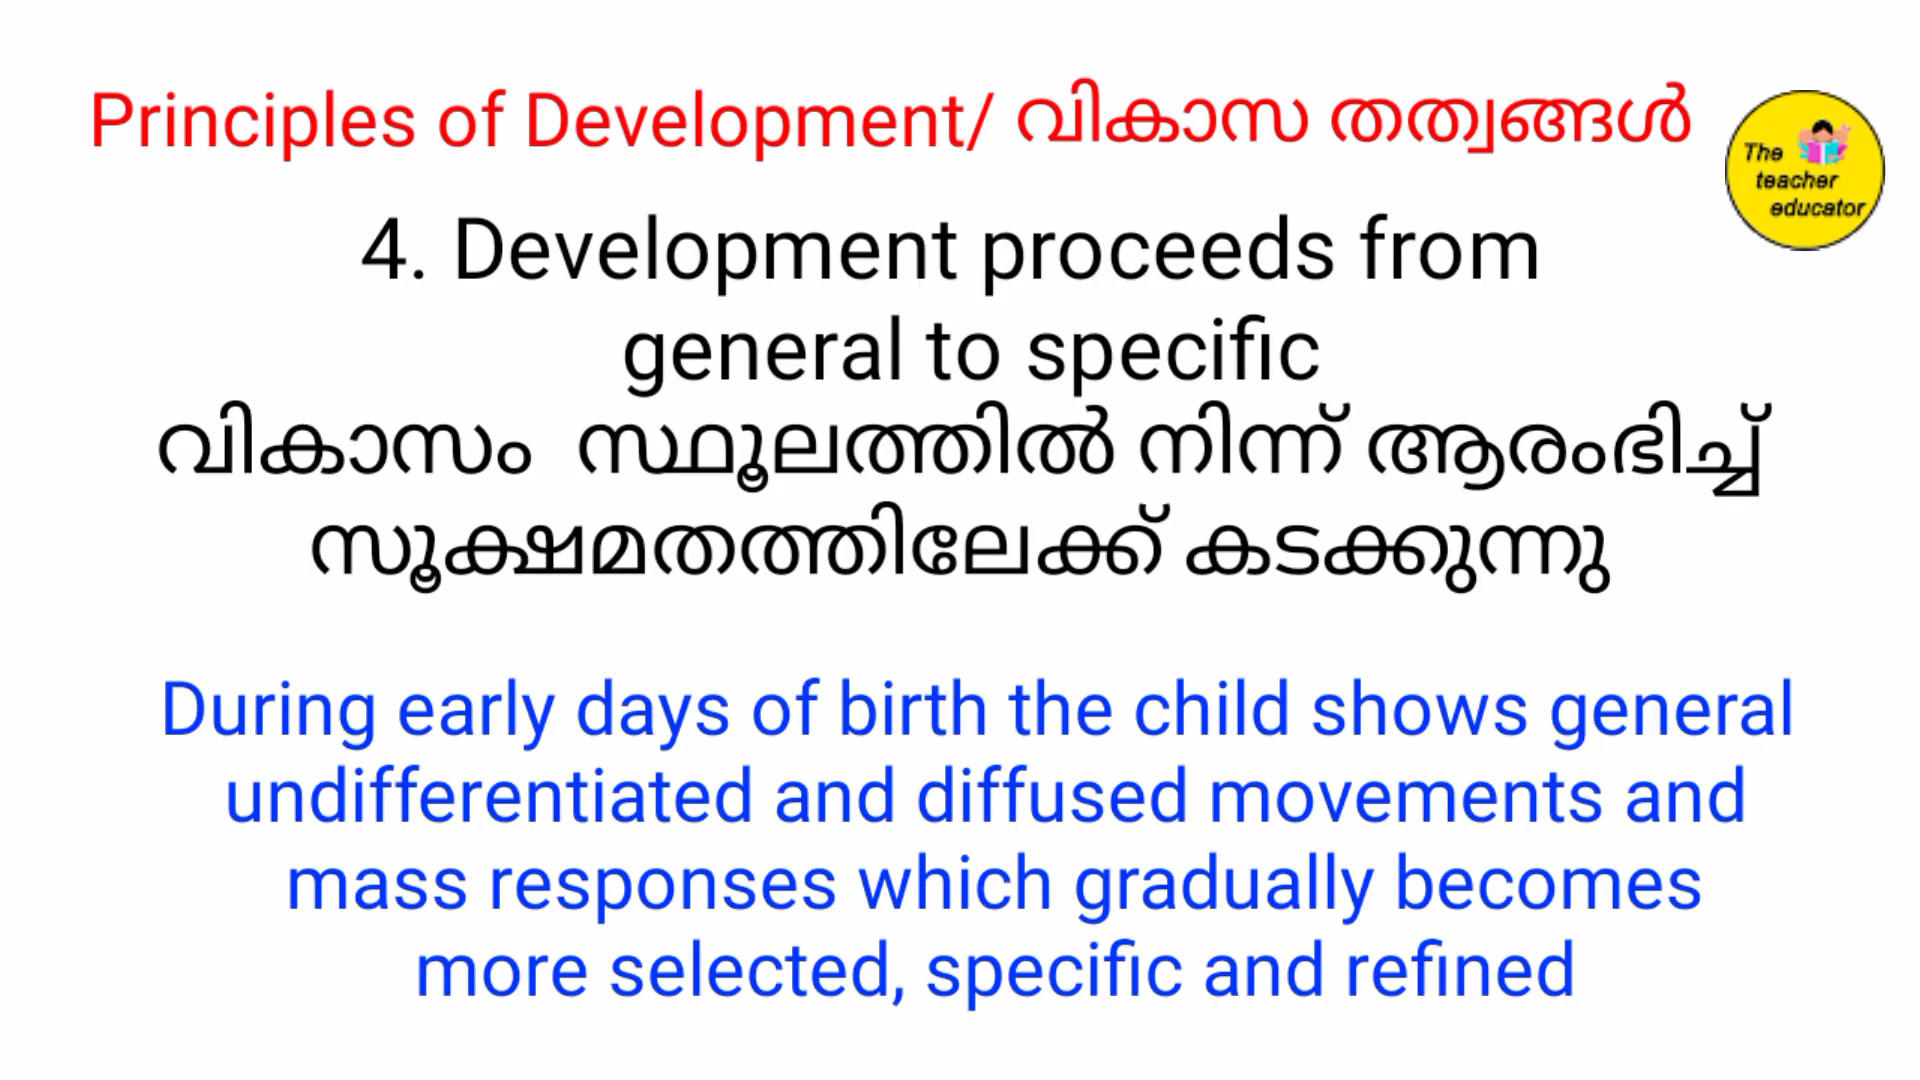 Principles of Development/ വികാസ തത്വങ്ങൾ
The
teacher
educator
4. Development proceeds from
general to specific
വികാസം സ്ഥൂലത്തിൽ നിന്ന് ആരംഭിച്ച്
സൂക്ഷമതത്തിലേക്ക് കടക്കുന്നു
During early days of birth the child shows general
undifferentiated and diffused movements and
mass responses which gradually becomes
more selected, specific and refined